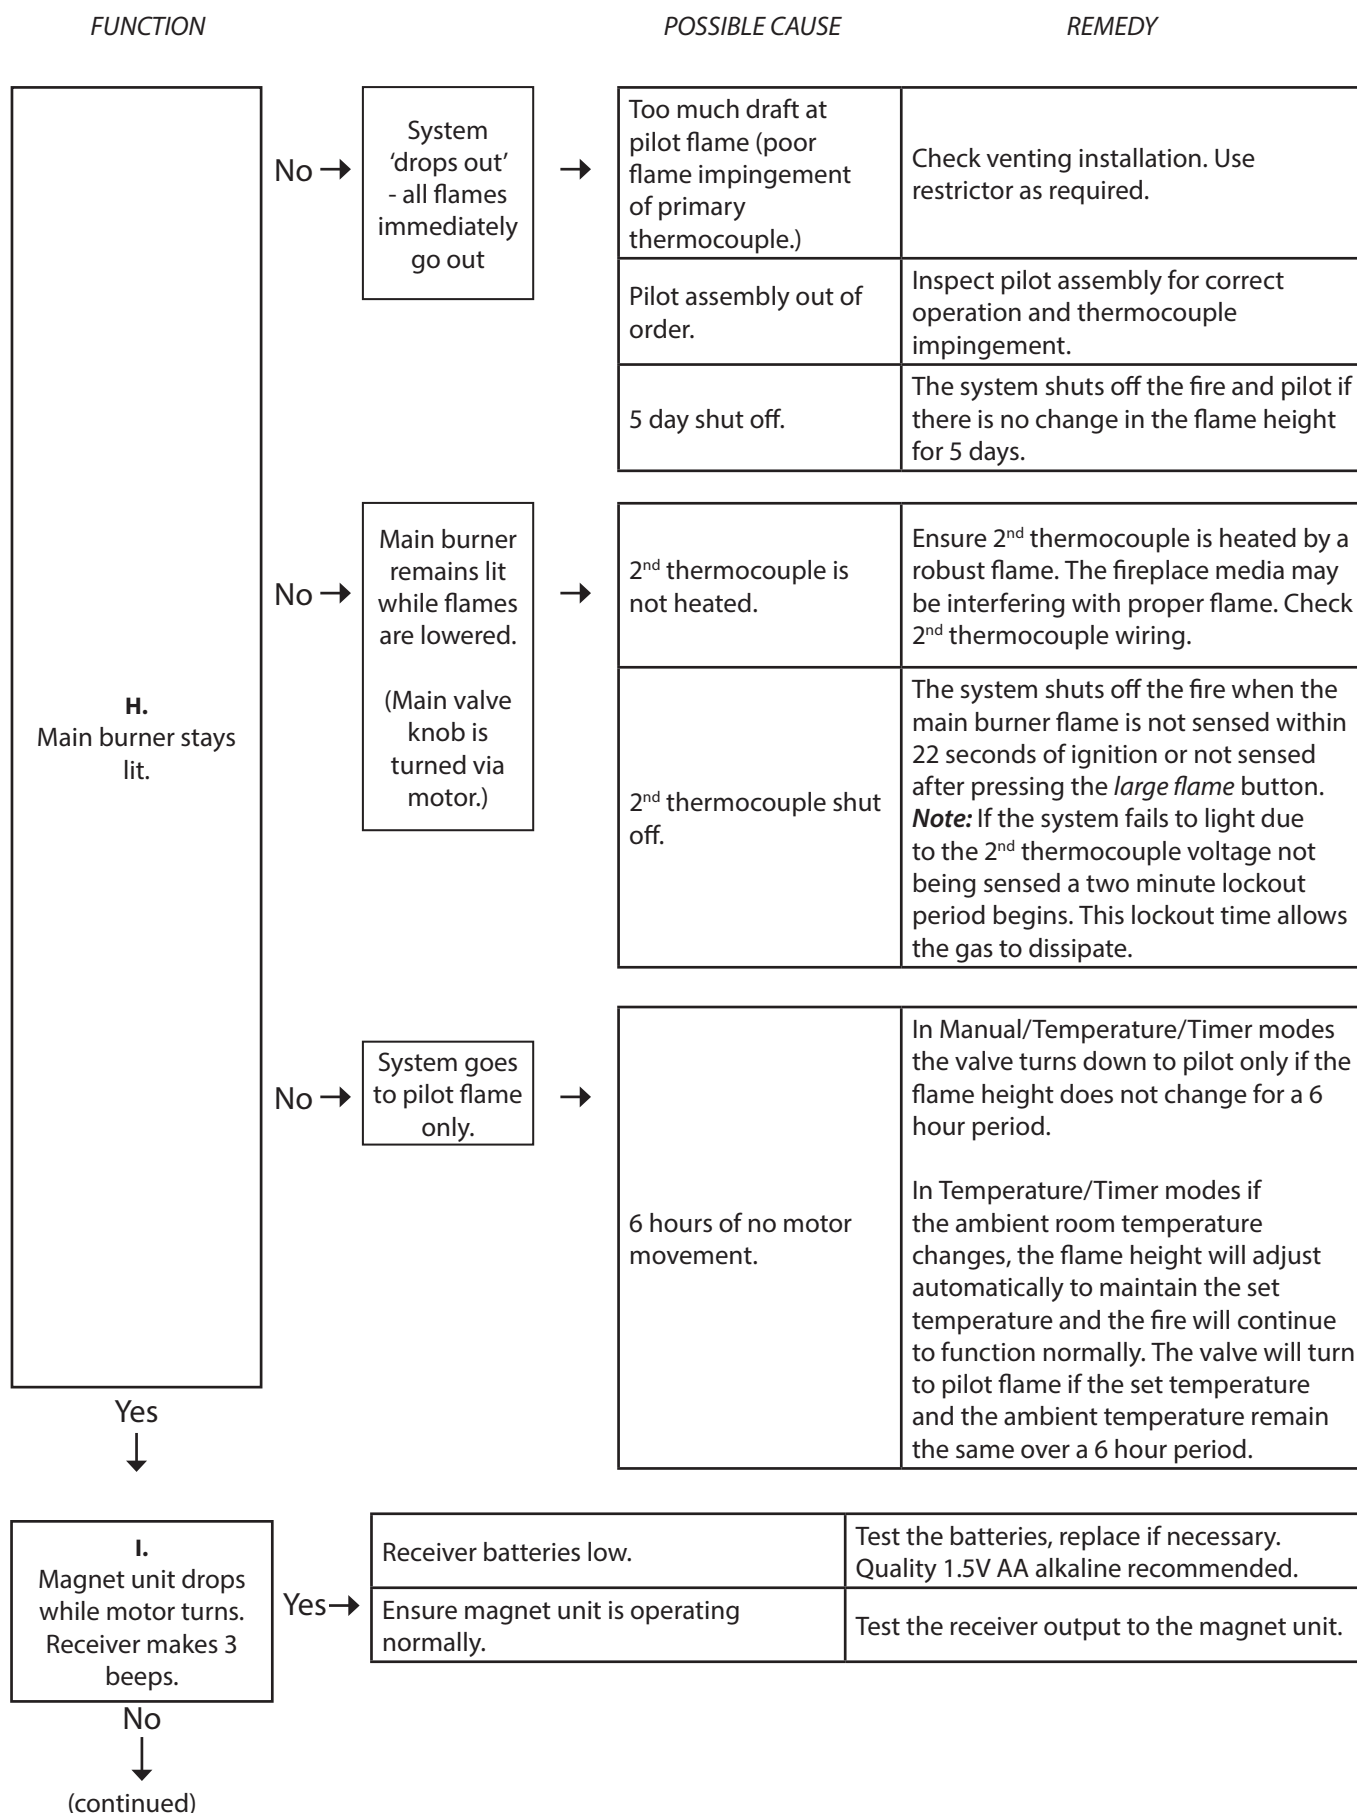 FUNCTION
POSSIBLE CAUSE
REMEDY
H.
Main burner stays
lit.
No
System
‘drops out’
- all flames
immediately
go out
Too much draft at
pilot flame (poor
flame impingement
of primary
thermocouple.)
Check venting installation. Use
restrictor as required.
Pilot assembly out of
order.
Inspect pilot assembly for correct
operation and thermocouple
impingement.
5 day shut off.
The system shuts off the fire and pilot if
there is no change in the flame height
for 5 days.
No
Main burner
remains lit
while flames
are lowered.
(Main valve
knob is
turned via
motor.)
2nd thermocouple is
not heated.
Ensure 2nd thermocouple is heated by a
robust flame. The fireplace media may
be interfering with proper flame. Check
2nd thermocouple wiring.
2nd thermocouple shut
off.
The system shuts off the fire when the
main burner flame is not sensed within
22 seconds of ignition or not sensed
after pressing the large flame button.
Note: If the system fails to light due
to the 2nd thermocouple voltage not
being sensed a two minute lockout
period begins. This lockout time allows
the gas to dissipate.
No
System goes
to pilot flame
only.
6 hours of no motor
movement.
In Manual/Temperature/Timer modes
the valve turns down to pilot only if the
flame height does not change for a 6
hour period.
In Temperature/Timer modes if
the ambient room temperature
changes, the flame height will adjust
automatically to maintain the set
temperature and the fire will continue
to function normally. The valve will turn
to pilot flame if the set temperature
and the ambient temperature remain
the same over a 6 hour period.
Yes
I.
Magnet unit drops
while motor turns.
Receiver makes 3
beeps.
Yes
Receiver batteries low.
Test the batteries, replace if necessary.
Quality 1.5V AA alkaline recommended.
Ensure magnet unit is operating
normally.
Test the receiver output to the magnet unit.
No
(continued)